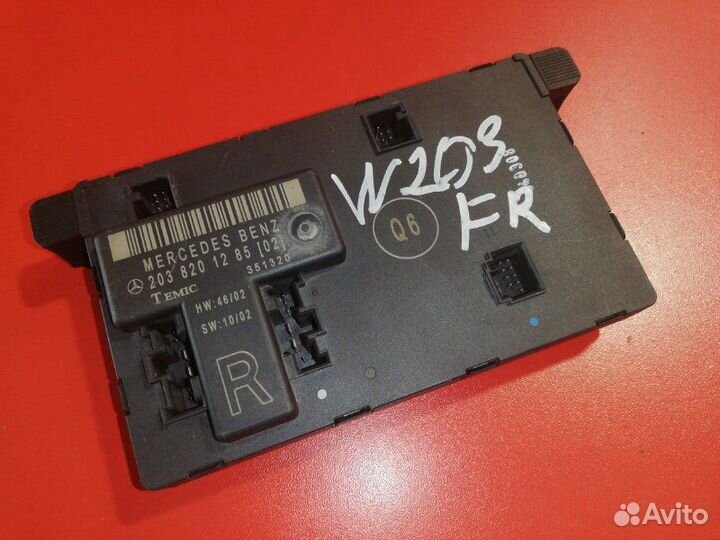 MERCEDES BENZ
203 820 12 85 [02]
TEMIC
351320
HW:46/02
SW:10/02
R
W203
FR
Q6
Avito